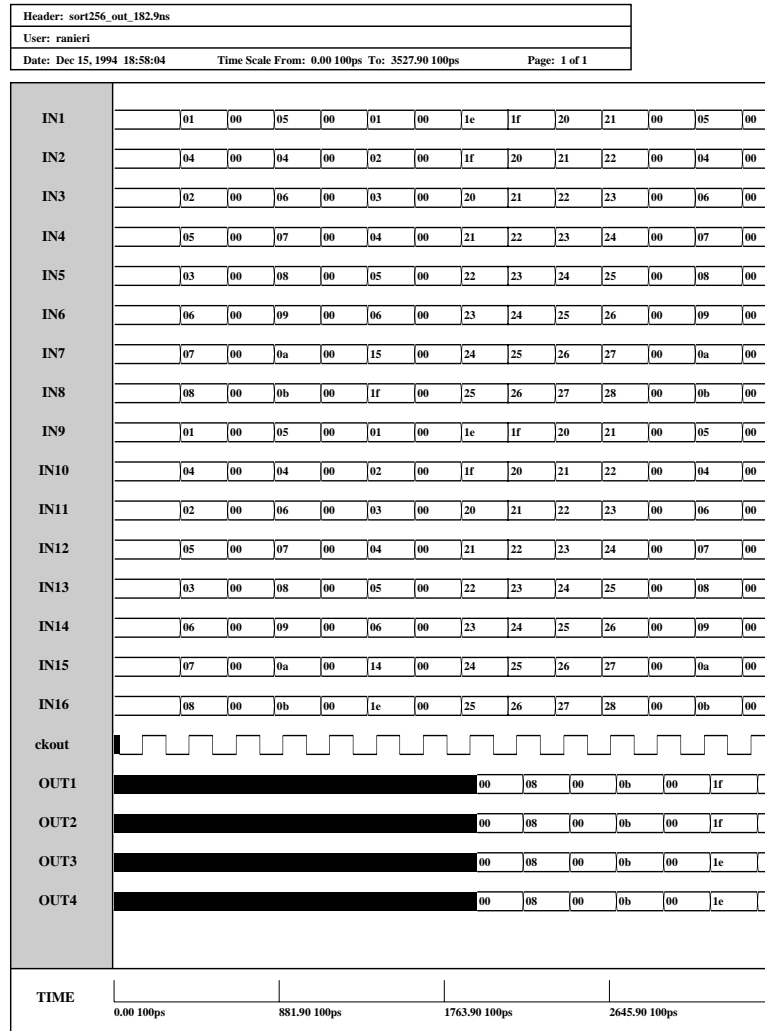 Header: sort256_out_182.9ns
User: ranieri
Date: Dec 15, 1994 18:58:04 Time Scale From: 0.00 100ps To: 3527.90 100ps Page: 1 of 1
IN1 01 00 05 00 01 00 1e 1f 20 21 00 05 00
IN2 04 00 04 00 02 00 1f 20 21 22 00 04 00
IN3 02 00 06 00 03 00 20 21 22 23 00 06 00
IN4 05 00 07 00 04 00 21 22 23 24 00 07 00
IN5 03 00 08 00 05 00 22 23 24 25 00 08 00
IN6 06 00 09 00 06 00 23 24 25 26 00 09 00
IN7 07 00 0a 00 15 00 24 25 26 27 00 0a 00
IN8 08 00 0b 00 1f 00 25 26 27 28 00 0b 00
IN9 01 00 05 00 01 00 1e 1f 20 21 00 05 00
IN10 04 00 04 00 02 00 1f 20 21 22 00 04 00
IN11 02 00 06 00 03 00 20 21 22 23 00 06 00
IN12 05 00 07 00 04 00 21 22 23 24 00 07 00
IN13 03 00 08 00 05 00 22 23 24 25 00 08 00
IN14 06 00 09 00 06 00 23 24 25 26 00 09 00
IN15 07 00 0a 00 14 00 24 25 26 27 00 0a 00
IN16 08 00 0b 00 1e 00 25 26 27 28 00 0b 00
ckout
OUT1 00 08 00 0b 00 1f
OUT2 00 08 00 0b 00 1f
OUT3 00 08 00 0b 00 1e
OUT4 00 08 00 0b 00 1e
TIME
0.00 100ps 881.90 100ps 1763.90 100ps 2645.90 100ps